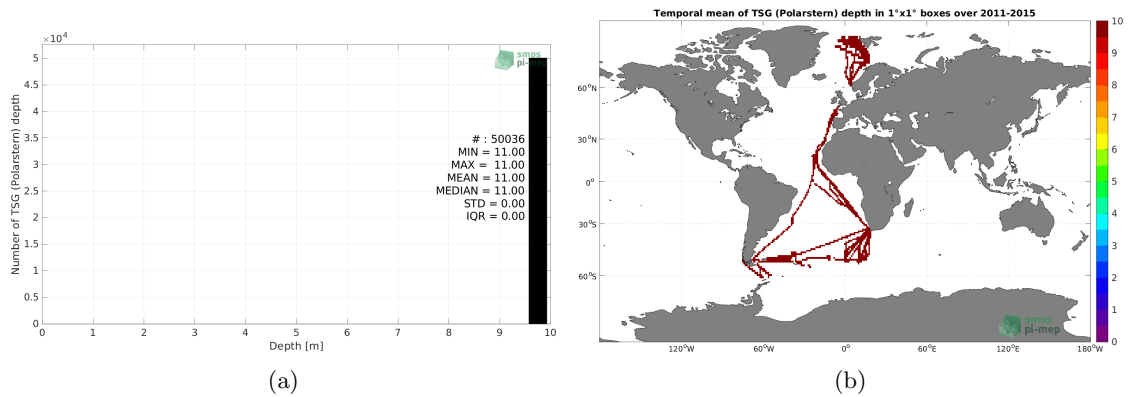 ×10⁴
smos
pi-mep
5
4.5
4
3.5
3
2.5
2
1.5
1
0.5
0
Number of TSG (Polarstern) depth
# : 50036
MIN = 11.00
MAX = 11.00
MEAN = 11.00
MEDIAN = 11.00
STD = 0.00
IQR = 0.00
0 1 2 3 4 5 6 7 8 9 10
Depth [m]
(a)
Temporal mean of TSG (Polarstern) depth in 1°x1° boxes over 2011-2015
60°N
30°N
0°
30°S
60°S
120°W 60°W 0° 60°E 120°E 180°W
smos
pi-mep
10
9
8
7
6
5
4
3
2
1
0
(b)